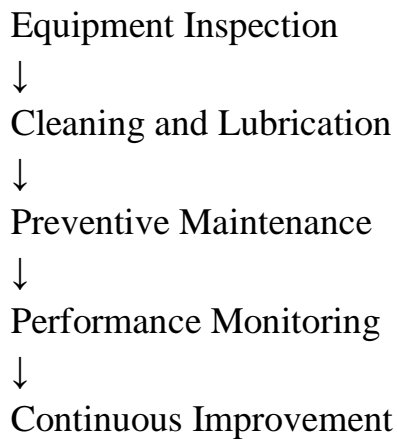 Equipment Inspection
↓
Cleaning and Lubrication
↓
Preventive Maintenance
↓
Performance Monitoring
↓
Continuous Improvement